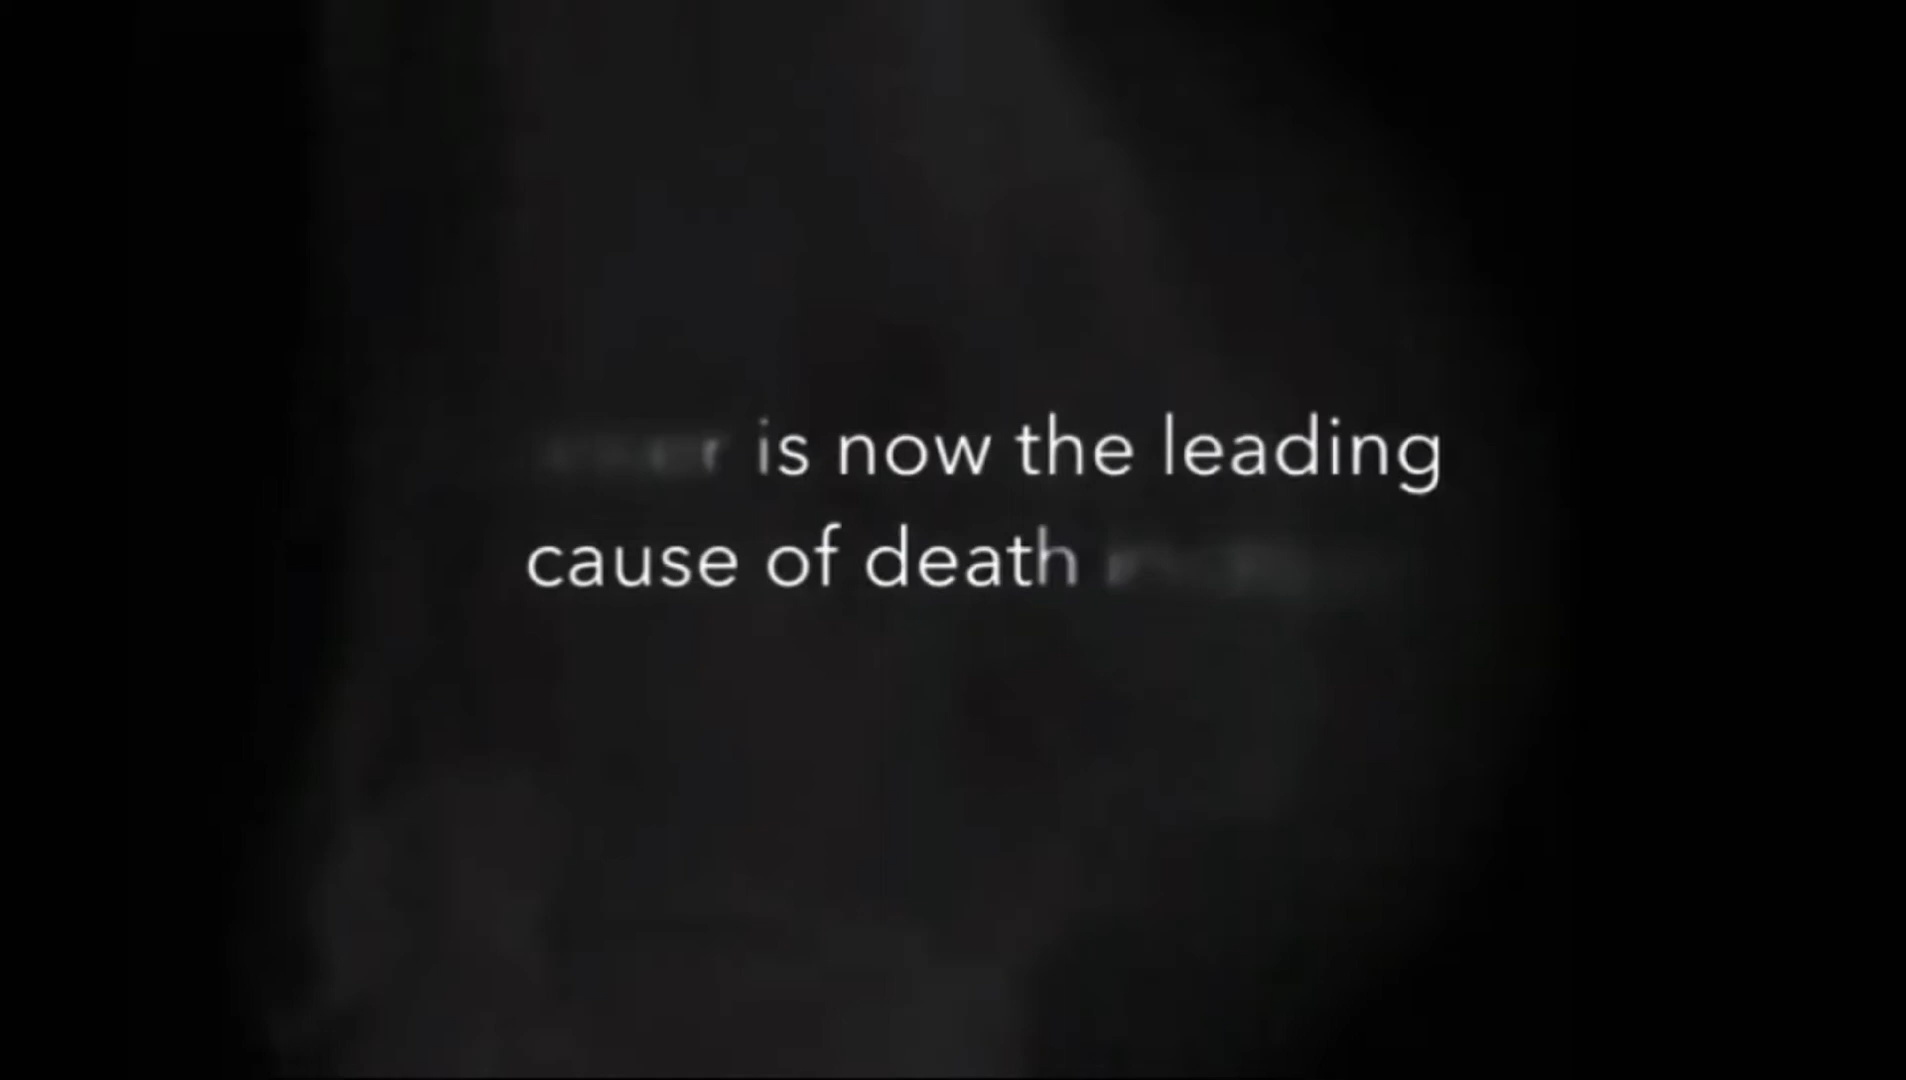 is now the leading
cause of death